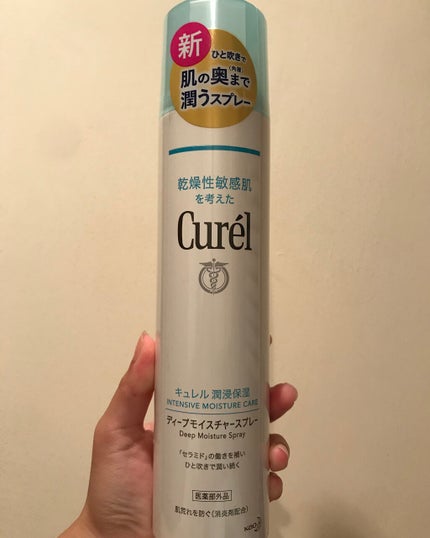 新
ひと吹きで
肌の奥まで
(角層)
潤うスプレー
乾燥性敏感肌
を考えた
Curél
キュレル 潤浸保湿
INTENSIVE MOISTURE CARE
ディープモイスチャースプレー
Deep Moisture Spray
「セラミド」の働きを補い
ひと吹きで潤い続く
医薬部外品
肌荒れを防ぐ(消炎剤配合)
Kao